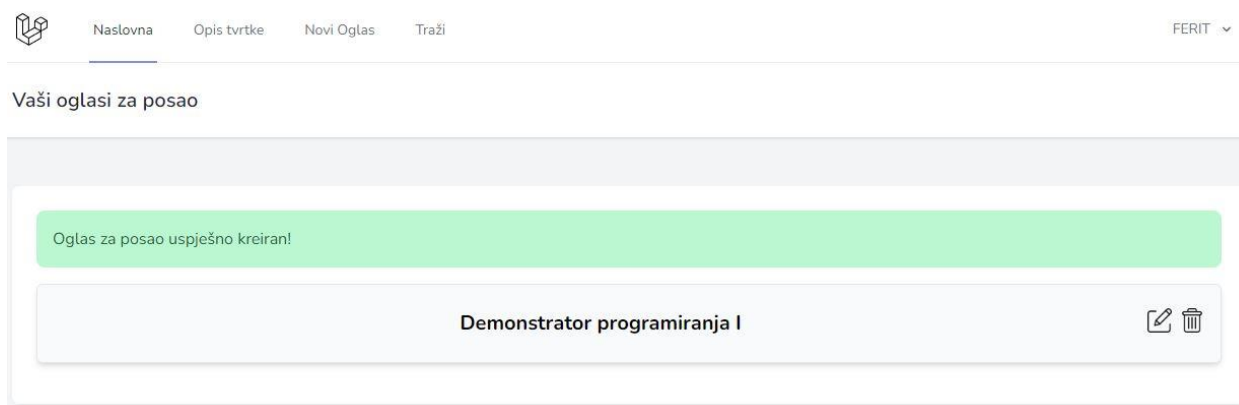 Naslovna Opis tvrtke Novi Oglas Traži FERIT
Vaši oglasi za posao
Oglas za posao uspješno kreiran!
Demonstrator programiranja I